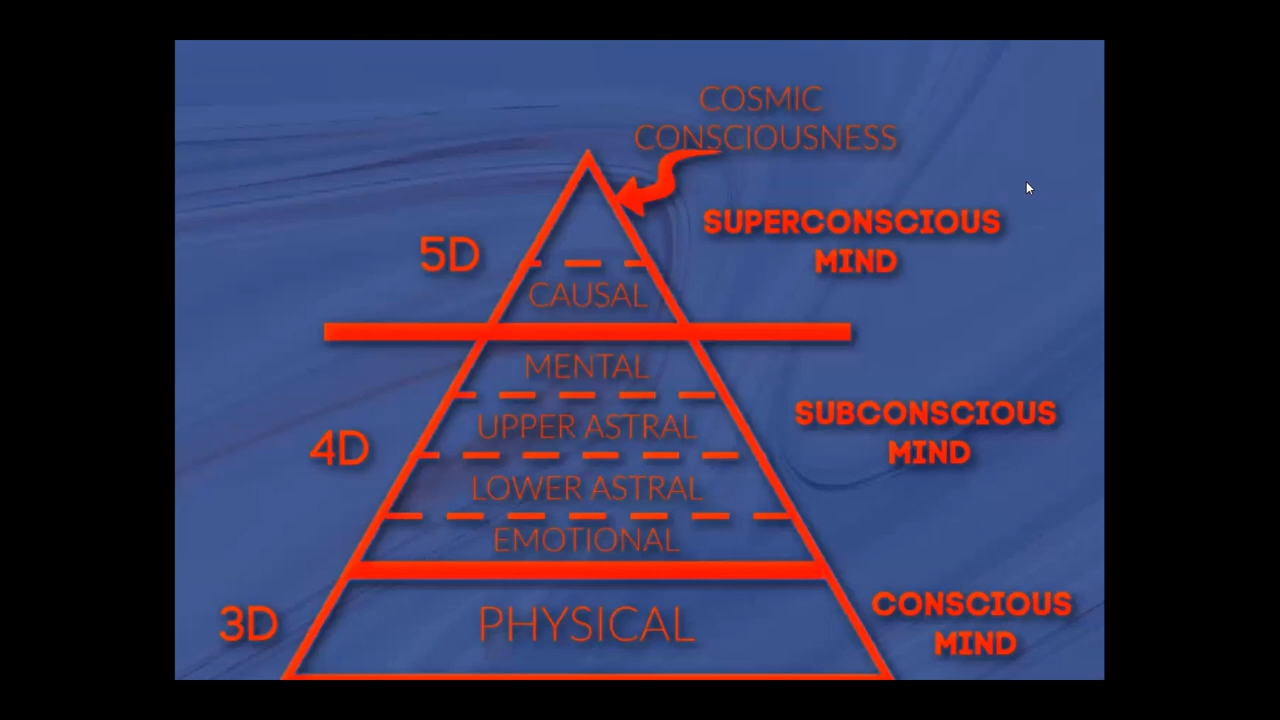 COSMIC
CONSCIOUSNESS
SUPERCONSCIOUS
MIND
5D
CAUSAL
MENTAL
UPPER ASTRAL
SUBCONSCIOUS
MIND
4D
LOWER ASTRAL
EMOTIONAL
CONSCIOUS
MIND
3D
PHYSICAL